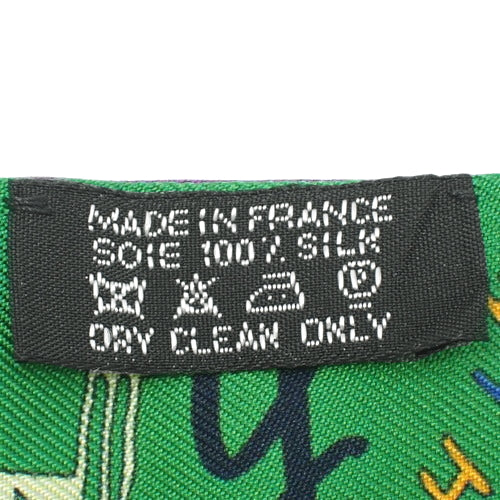 MADE IN FRANCE
SOIE 100% SILK
P
DRY CLEAN ONLY
y